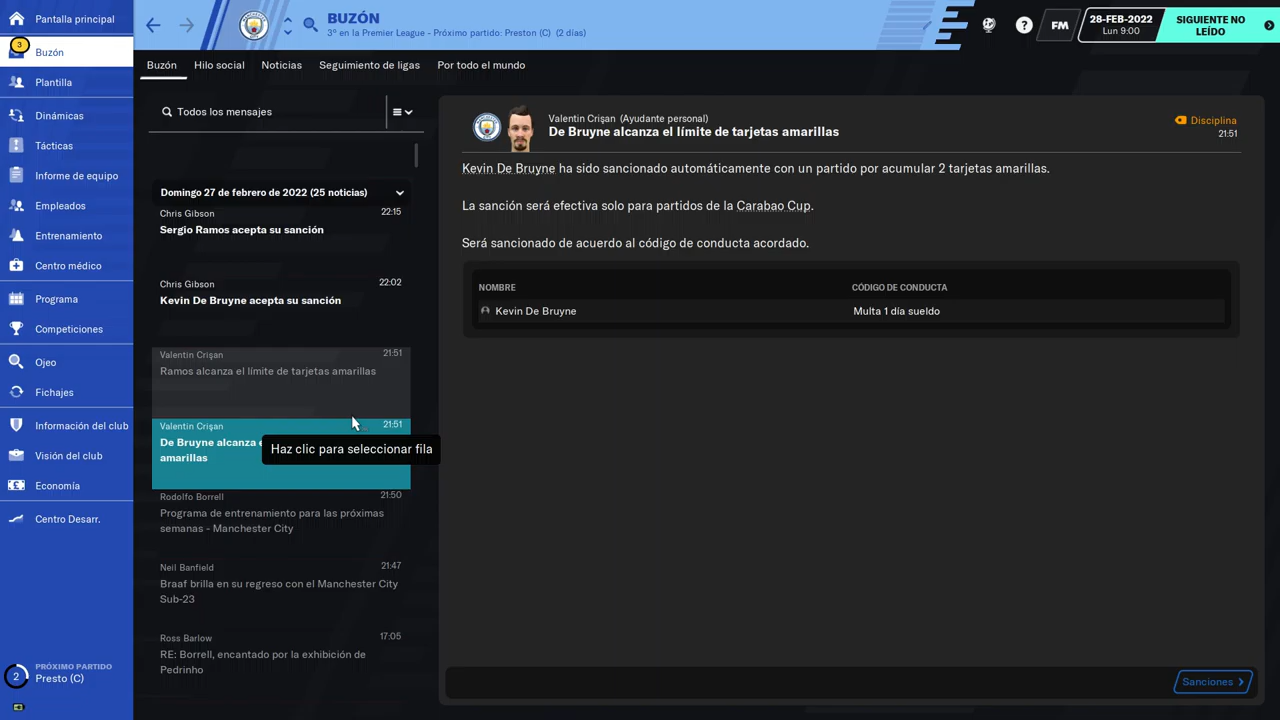 Pantalla principal
3
Buzón
Plantilla
Dinámicas
Tácticas
Informe de equipo
Empleados
Entrenamiento
Centro médico
Programa
Competiciones
Ojeo
Fichajes
Información del club
Visión del club
Economía
Centro Desarr.
2
PRÓXIMO PARTIDO
Presto (C)
BUZÓN
3º en la Premier League - Próximo partido: Preston (C) (2 días)
?
FM
28-FEB-2022
Lun 9:00
SIGUIENTE NO
LEÍDO
Buzón
Hilo social
Noticias
Seguimiento de ligas
Por todo el mundo
Todos los mensajes
Domingo 27 de febrero de 2022 (25 noticias)
Chris Gibson 22:15
Sergio Ramos acepta su sanción
Chris Gibson 22:02
Kevin De Bruyne acepta su sanción
Valentin Crişan 21:51
Ramos alcanza el límite de tarjetas amarillas
Valentin Crişan 21:51
De Bruyne alcanza e
amarillas
Haz clic para seleccionar fila
Rodolfo Borrell 21:50
Programa de entrenamiento para las próximas
semanas - Manchester City
Neil Banfield 21:47
Braaf brilla en su regreso con el Manchester City
Sub-23
Ross Barlow 17:05
RE: Borrell, encantado por la exhibición de
Pedrinho
Valentin Crişan (Ayudante personal)
De Bruyne alcanza el límite de tarjetas amarillas
Disciplina
21:51
Kevin De Bruyne ha sido sancionado automáticamente con un partido por acumular 2 tarjetas amarillas.
La sanción será efectiva solo para partidos de la Carabao Cup.
Será sancionado de acuerdo al código de conducta acordado.
NOMBRE CÓDIGO DE CONDUCTA
Kevin De Bruyne Multa 1 día sueldo
Sanciones